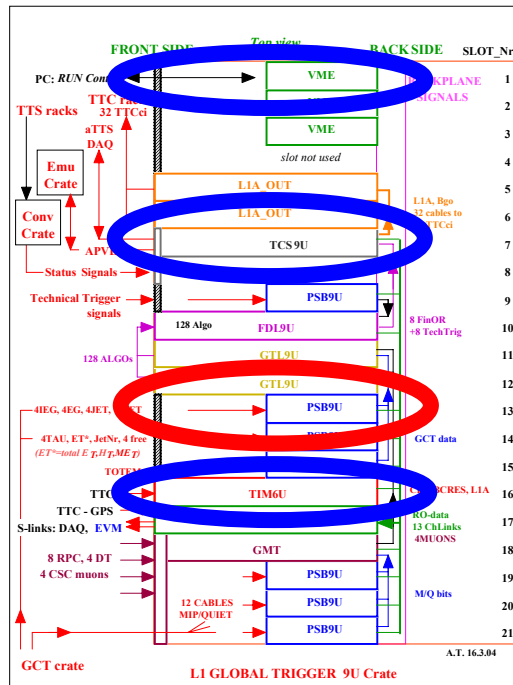 FRONT SIDE Top view BACK SIDE SLOT_Nr
PC: RUN VME 1
SIGNALS 2
TTS racks TTC
32 TTCci
aTTS
DAQ
VME 3
slot not used 4
Emu
Crate
L1A_OUT 5
L1A_OUT 6
L1A, Bgo
32 cables to
TTCci
Conv
Crate
TCS 9U 7
Status Signals 8
Technical Trigger
signals
PSB9U 9
128 Algo FDL9U 10
8 FinOR
+8 TechTrig
128 ALGOs
GTL9U 11
GTL9U 12
4IEG, 4EG, 4JET, PSB9U 13
4TAU, ET*, JetNr, 4 free 14
(ET*=total ET,HT,MET)
GCT data
15
TIM6U L1A 16
TTC - GPS
RO-data
13 ChLinks
17
S-links: DAQ, EVM
4MUONS
GMT 18
8 RPC, 4 DT
4 CSC muons
PSB9U 19
12 CABLES
MIP/QUIET
PSB9U M/Q bits 20
PSB9U 21
A.T. 16.3.04
GCT crate
L1 GLOBAL TRIGGER 9U Crate